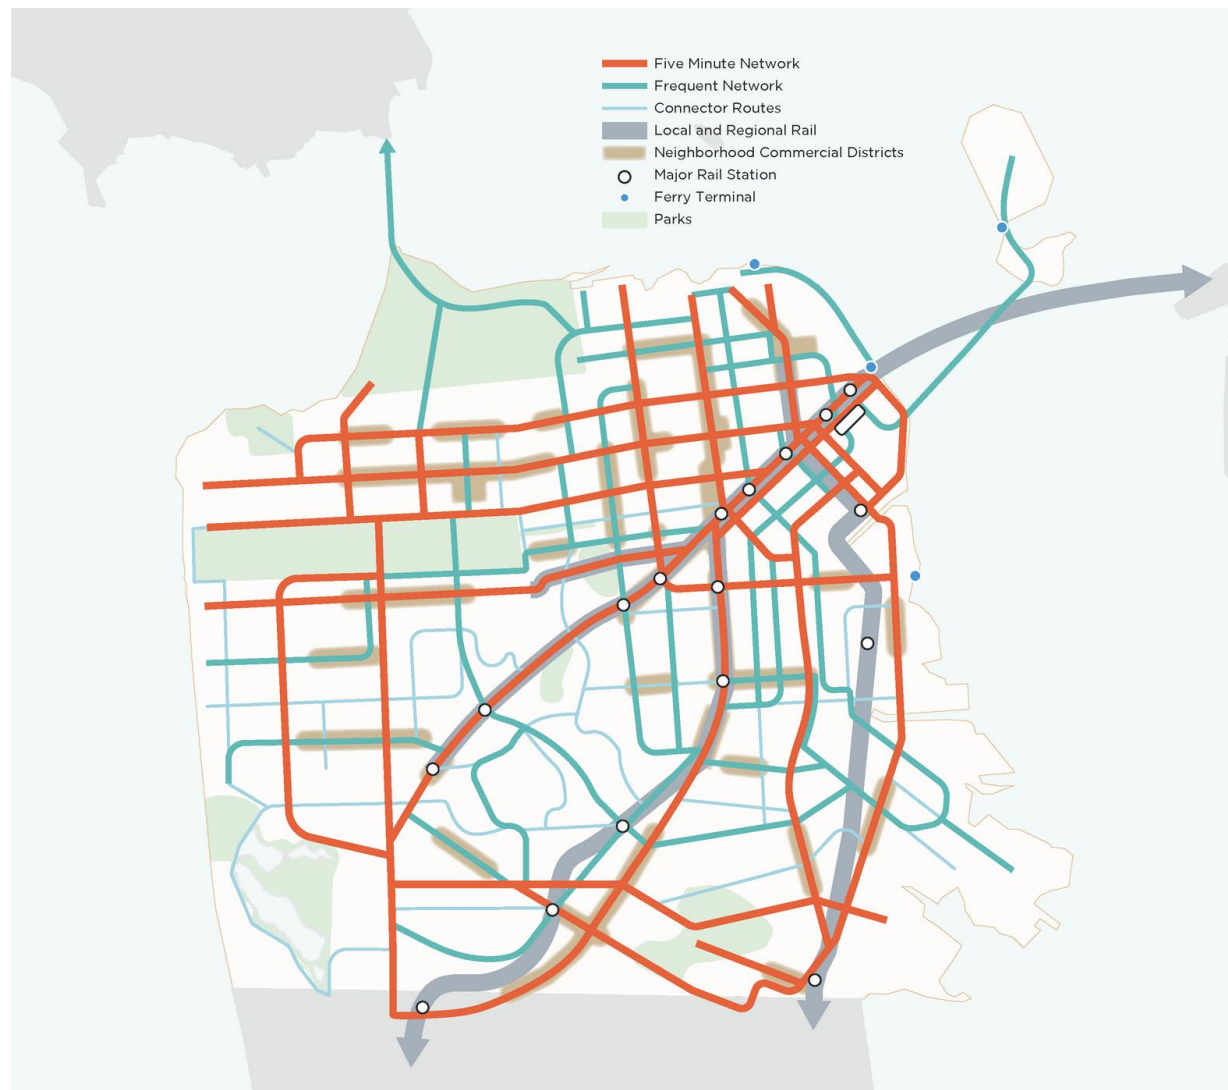 Five Minute Network
Frequent Network
Connector Routes
Local and Regional Rail
Neighborhood Commercial Districts
Major Rail Station
Ferry Terminal
Parks